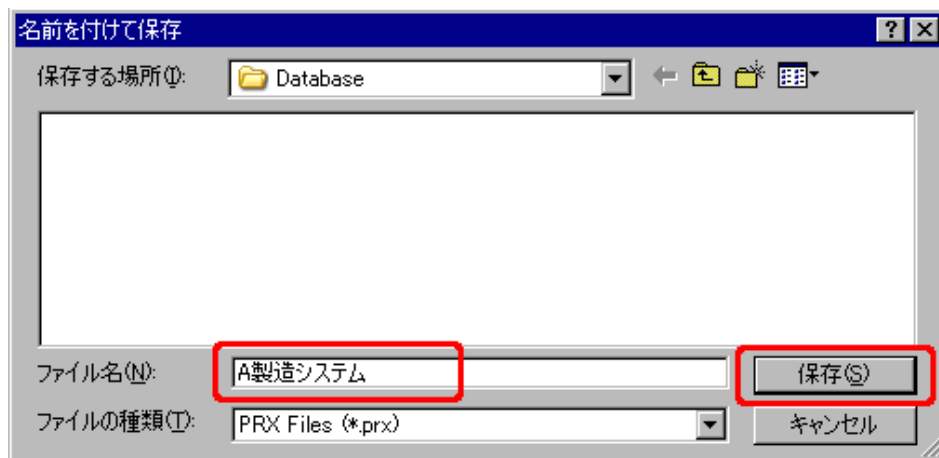 名前を付けて保存
保存する場所(I): Database
ファイル名(N): A製造システム 保存(S)
ファイルの種類(T): PRX Files (*.prx) キャンセル